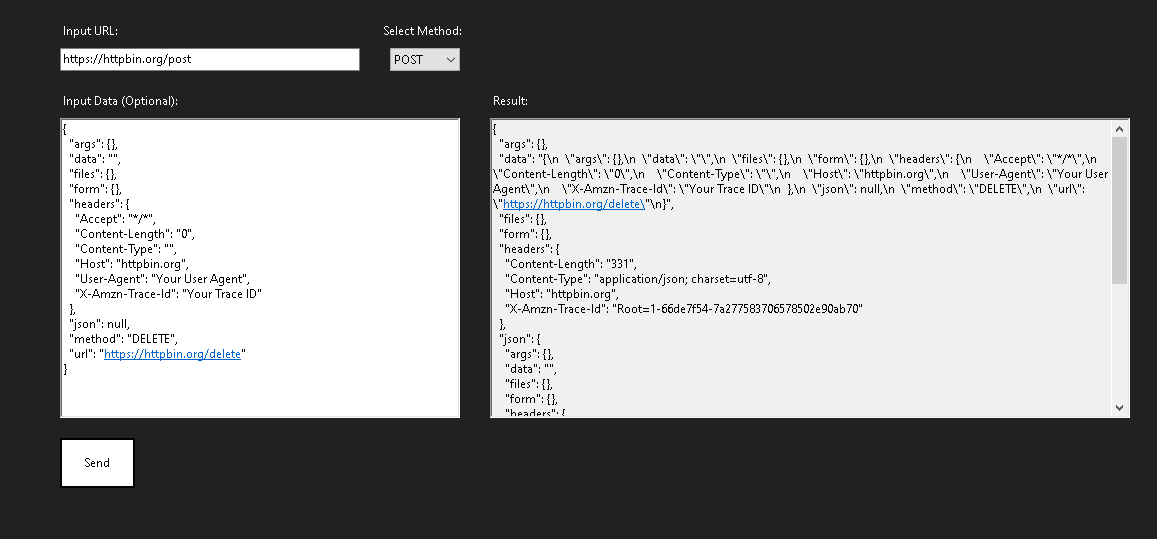 Input URL:
Select Method:
https://httpbin.org/post
POST
Input Data (Optional):
{
  "args": {},
  "data": "",
  "files": {},
  "form": {},
  "headers": {
    "Accept": "*/*",
    "Content-Length": "0",
    "Content-Type": "",
    "Host": "httpbin.org",
    "User-Agent": "Your User Agent",
    "X-Amzn-Trace-Id": "Your Trace ID"
  },
  "json": null,
  "method": "DELETE",
  "url": "https://httpbin.org/delete"
}
Result:
{
  "args": {},
  "data": "{\n  \"args\": {},\n  \"data\": \"\",\n  \"files\": {},\n  \"form\": {},\n  \"headers\": {\n    \"Accept\": \"*/*\",\n
\"Content-Length\": \"0\",\n    \"Content-Type\": \"\",\n    \"Host\": \"httpbin.org\",\n    \"User-Agent\": \"Your User
Agent\",\n    \"X-Amzn-Trace-Id\": \"Your Trace ID\"\n  },\n  \"json\": null,\n  \"method\": \"DELETE\",\n  \"url\":
\"https://httpbin.org/delete\"\n}",
  "files": {},
  "form": {},
  "headers": {
    "Content-Length": "331",
    "Content-Type": "application/json; charset=utf-8",
    "Host": "httpbin.org",
    "X-Amzn-Trace-Id": "Root=1-66de7f54-7a277583706578502e90ab70"
  },
  "json": {
    "args": {},
    "data": "",
    "files": {},
    "form": {},
    "headers": {
Send